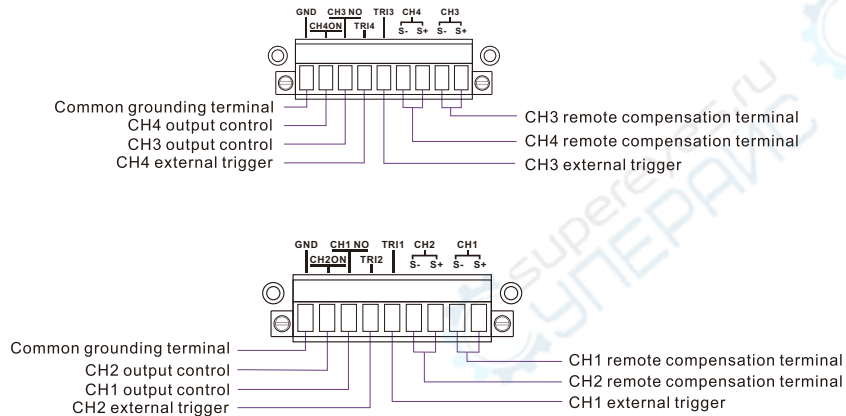 GND CH3 NO TRI3 CH4 CH3
CH4ON TRI4 S- S+ S- S+
Common grounding terminal
CH4 output control
CH3 output control
CH4 external trigger
CH3 remote compensation terminal
CH4 remote compensation terminal
CH3 external trigger
GND CH1 NO TRI1 CH2 CH1
CH2ON TRI2 S- S+ S- S+
Common grounding terminal
CH2 output control
CH1 output control
CH2 external trigger
CH1 remote compensation terminal
CH2 remote compensation terminal
CH1 external trigger
supereyes.ru
СУПЕРАЙС